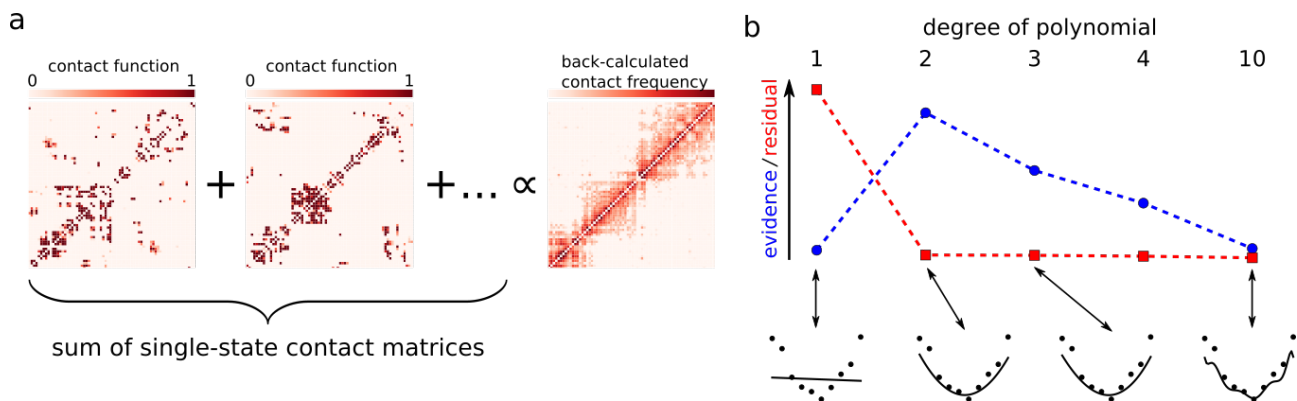 a
contact function
0 1
+
contact function
0 1
+... ∝
back-calculated
contact frequency
sum of single-state contact matrices
b
degree of polynomial
1 2 3 4 10
evidence/residual